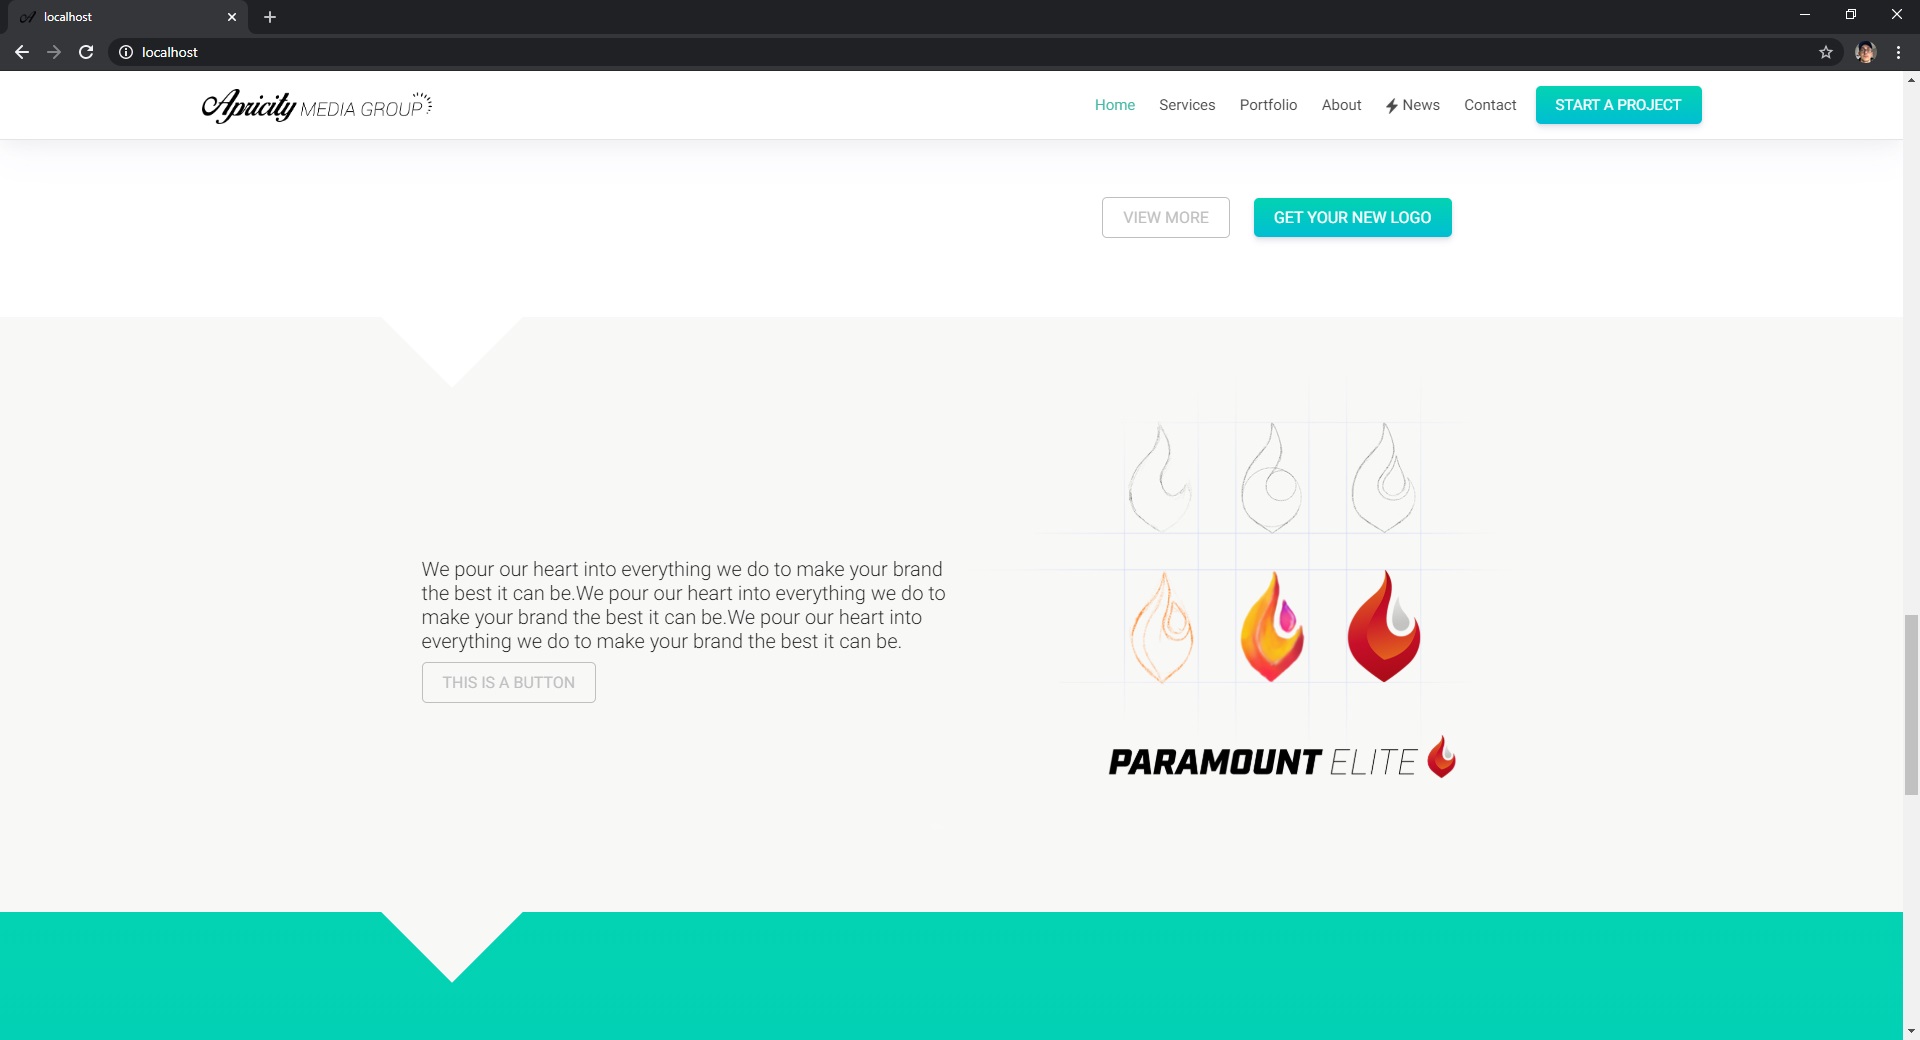 localhost
localhost
Apricity MEDIA GROUP
Home Services Portfolio About News Contact START A PROJECT
VIEW MORE GET YOUR NEW LOGO
We pour our heart into everything we do to make your brand
the best it can be.We pour our heart into everything we do to
make your brand the best it can be.We pour our heart into
everything we do to make your brand the best it can be.
THIS IS A BUTTON
PARAMOUNT ELITE